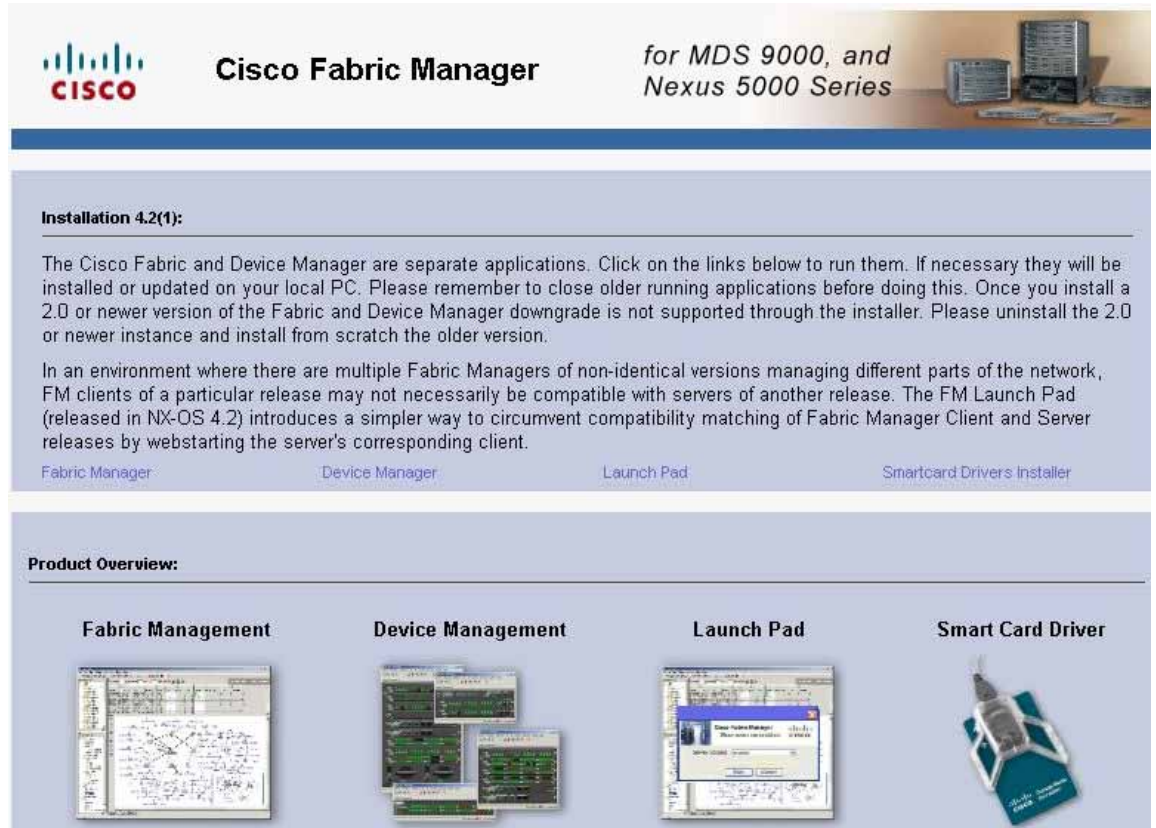 CISCO
Cisco Fabric Manager
for MDS 9000, and
Nexus 5000 Series
Installation 4.2(1):
The Cisco Fabric and Device Manager are separate applications. Click on the links below to run them. If necessary they will be
installed or updated on your local PC. Please remember to close older running applications before doing this. Once you install a
2.0 or newer version of the Fabric and Device Manager downgrade is not supported through the installer. Please uninstall the 2.0
or newer instance and install from scratch the older version.
In an environment where there are multiple Fabric Managers of non-identical versions managing different parts of the network,
FM clients of a particular release may not necessarily be compatible with servers of another release. The FM Launch Pad
(released in NX-OS 4.2) introduces a simpler way to circumvent compatibility matching of Fabric Manager Client and Server
releases by webstarting the server's corresponding client.
Fabric Manager
Device Manager
Launch Pad
Smartcard Drivers Installer
Product Overview:
Fabric Management
Device Management
Launch Pad
Smart Card Driver
Cisco Fabric Manager
CISCO